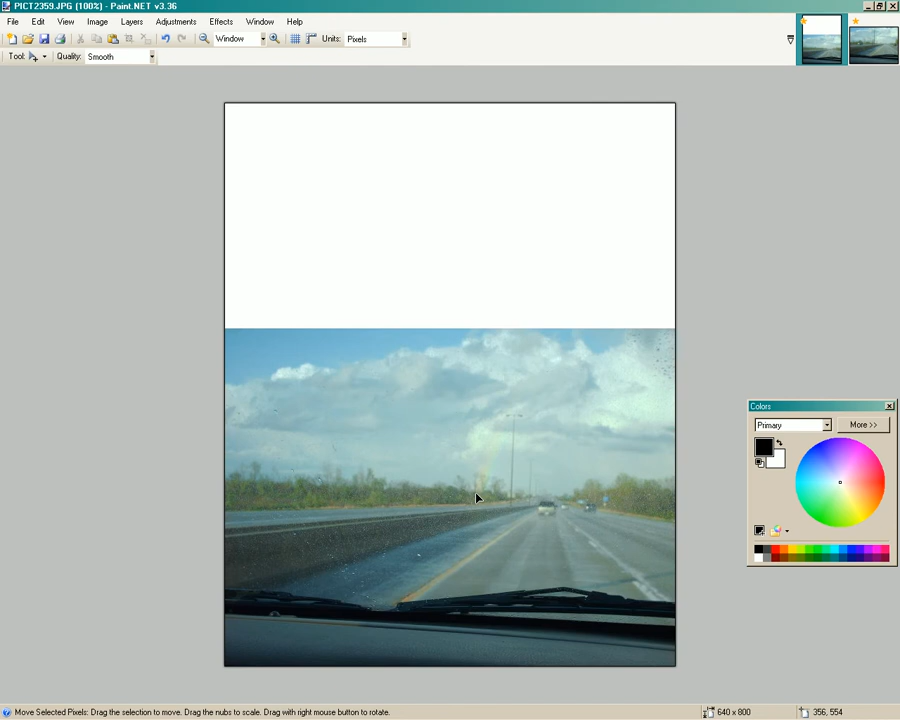 PICT2359.JPG (100%) - Paint.NET v3.36
File Edit View Image Layers Adjustments Effects Window Help
Window Units: Pixels
Tool: Quality: Smooth
Colors
Primary More >>
Move Selected Pixels: Drag the selection to move. Drag the nubs to scale. Drag with right mouse button to rotate. 640 x 800 356, 554